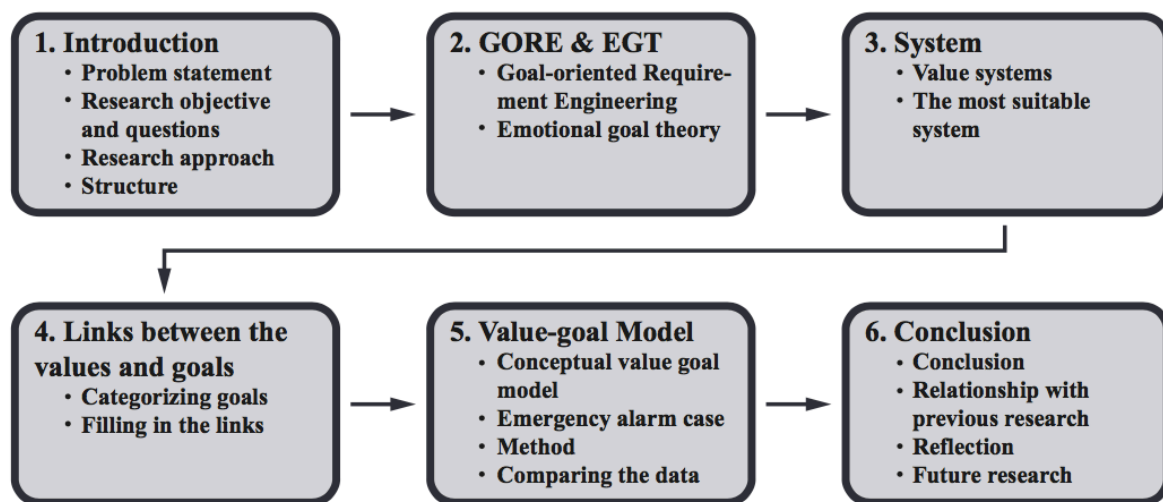 1. Introduction
· Problem statement
· Research objective
and questions
· Research approach
· Structure
2. GORE & EGT
· Goal-oriented Require-
ment Engineering
· Emotional goal theory
3. System
· Value systems
· The most suitable
system
4. Links between the
values and goals
· Categorizing goals
· Filling in the links
5. Value-goal Model
· Conceptual value goal
model
· Emergency alarm case
· Method
· Comparing the data
6. Conclusion
· Conclusion
· Relationship with
previous research
· Reflection
· Future research